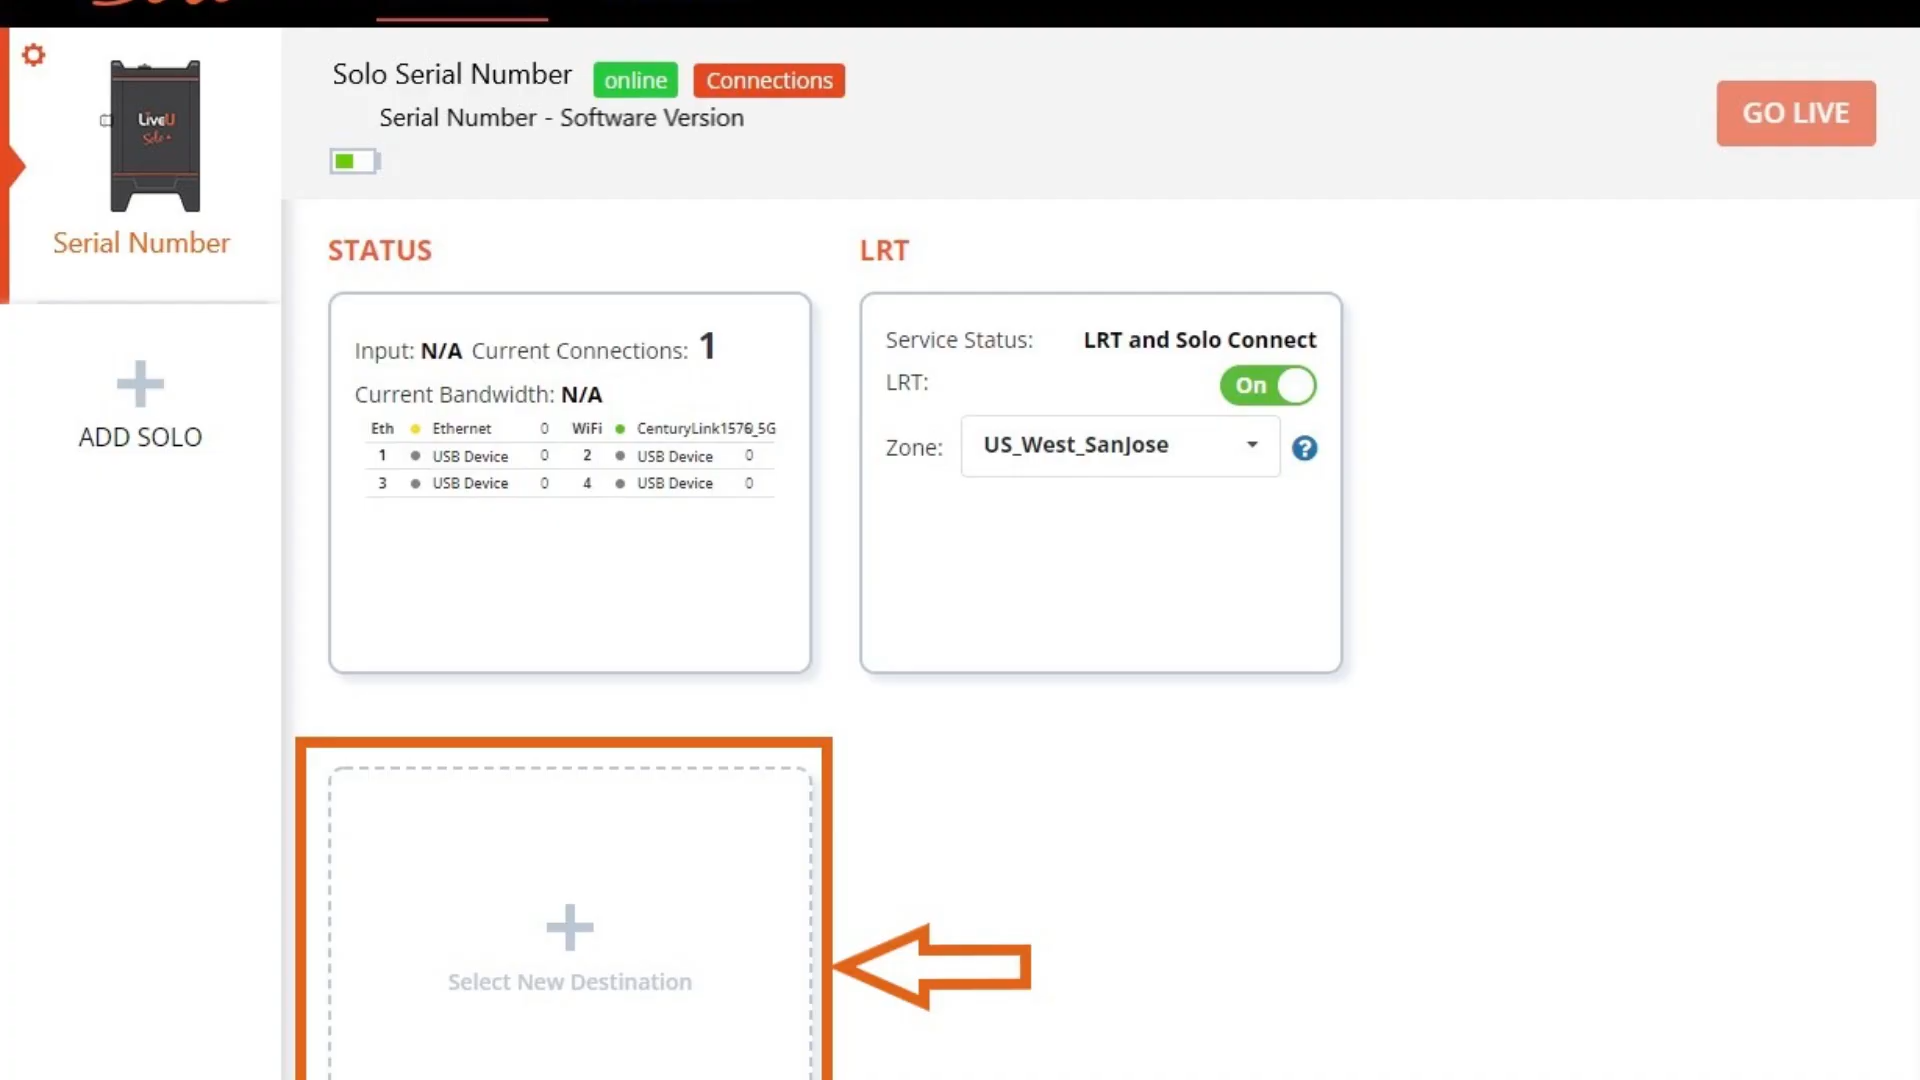 Solo
Solo Serial Number online Connections
Serial Number - Software Version
GO LIVE
LiveU
Solo+
Serial Number
ADD SOLO
STATUS
Input: N/A Current Connections: 1
Current Bandwidth: N/A
Eth Ethernet 0 WiFi CenturyLink1576_5G
1 USB Device 0 2 USB Device 0
3 USB Device 0 4 USB Device 0
LRT
Service Status: LRT and Solo Connect
LRT: On
Zone: US_West_SanJose ?
Select New Destination